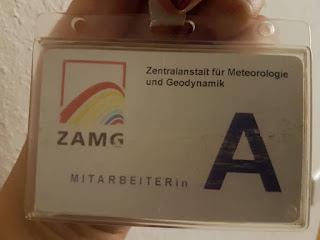 Zentralanstalt für Meteorologie
und Geodynamik
ZAMG
A
MITARBEITERin